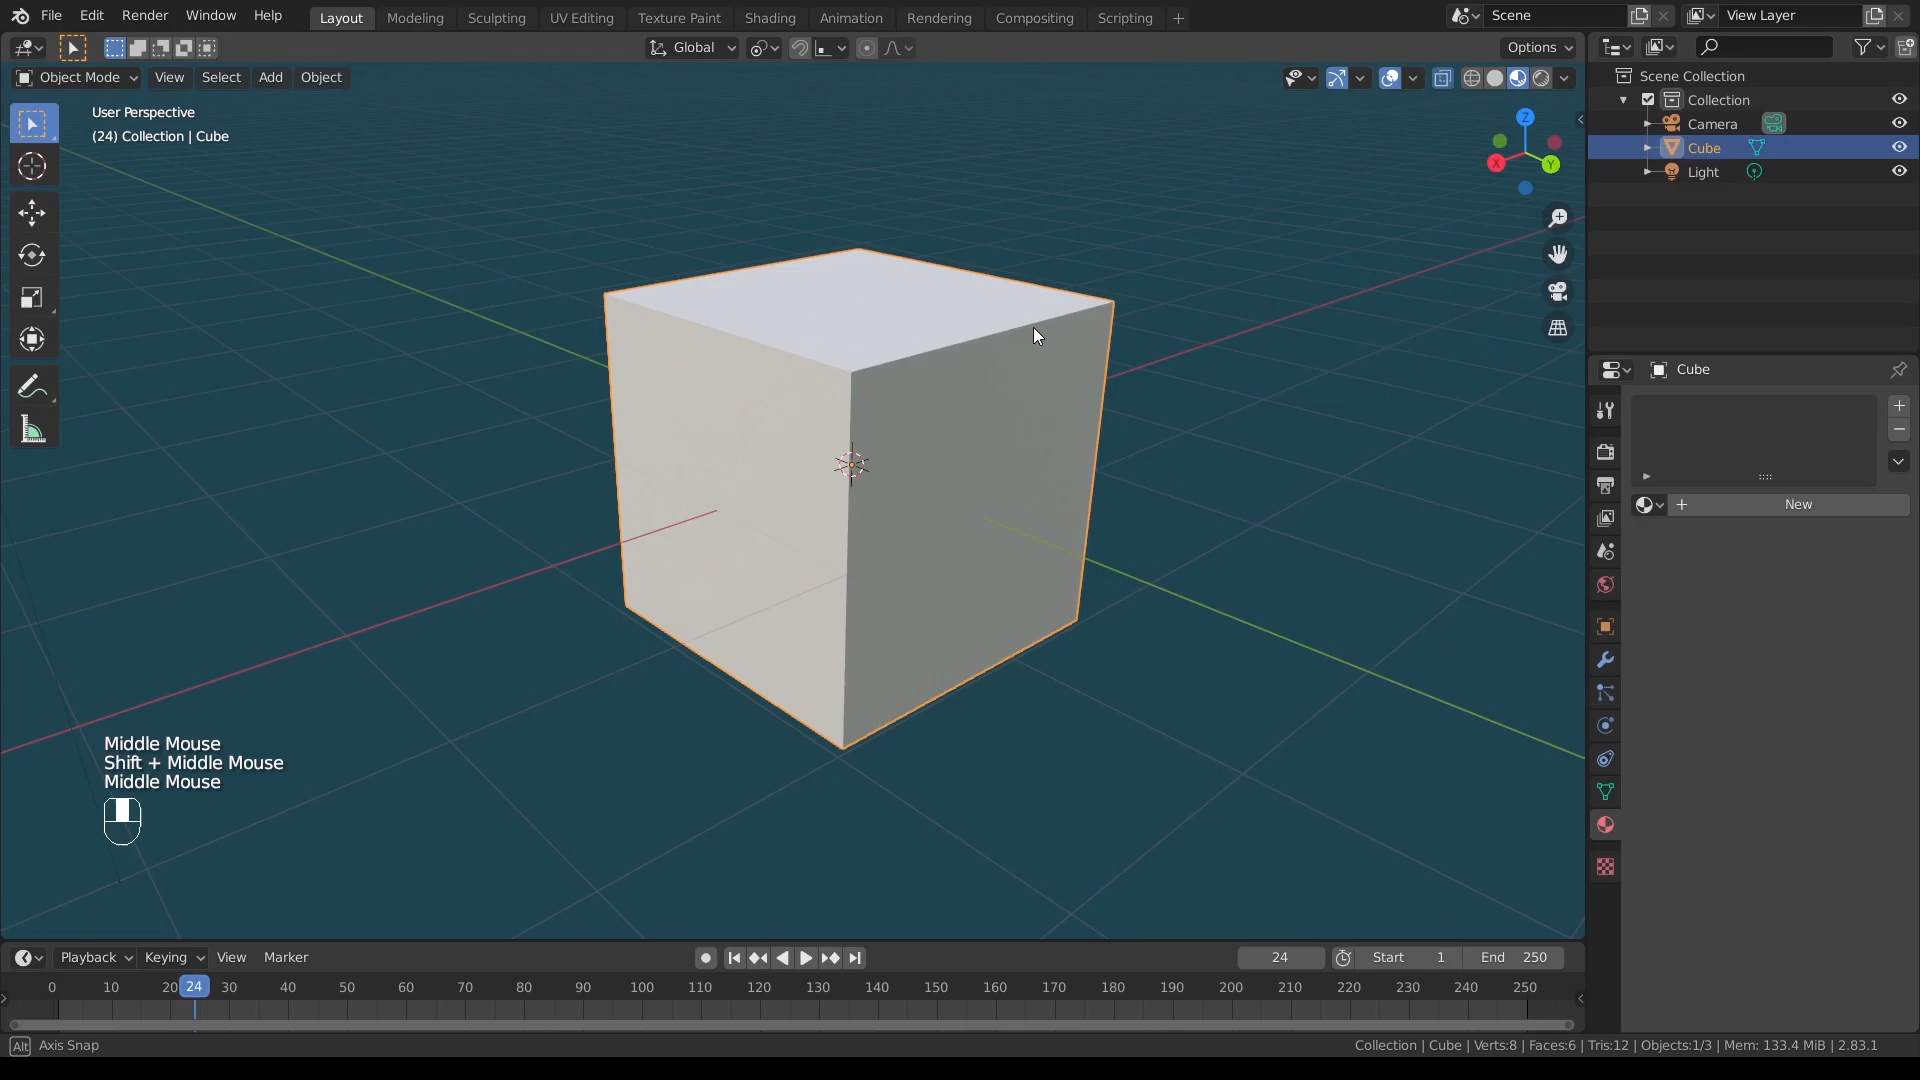 File Edit Render Window Help Layout Modeling Sculpting UV Editing Texture Paint Shading Animation Rendering Compositing Scripting + Scene View Layer
Global Options
Object Mode View Select Add Object
User Perspective
(24) Collection | Cube
Z
X
Y
Scene Collection
Collection
Camera
Cube
Light
Cube
New
Middle Mouse
Shift + Middle Mouse
Middle Mouse
Playback Keying View Marker 24 Start 1 End 250
0 10 20 24 30 40 50 60 70 80 90 100 110 120 130 140 150 160 170 180 190 200 210 220 230 240 250
Alt Axis Snap Collection | Cube | Verts:8 | Faces:6 | Tris:12 | Objects:1/3 | Mem: 133.4 MiB | 2.83.1